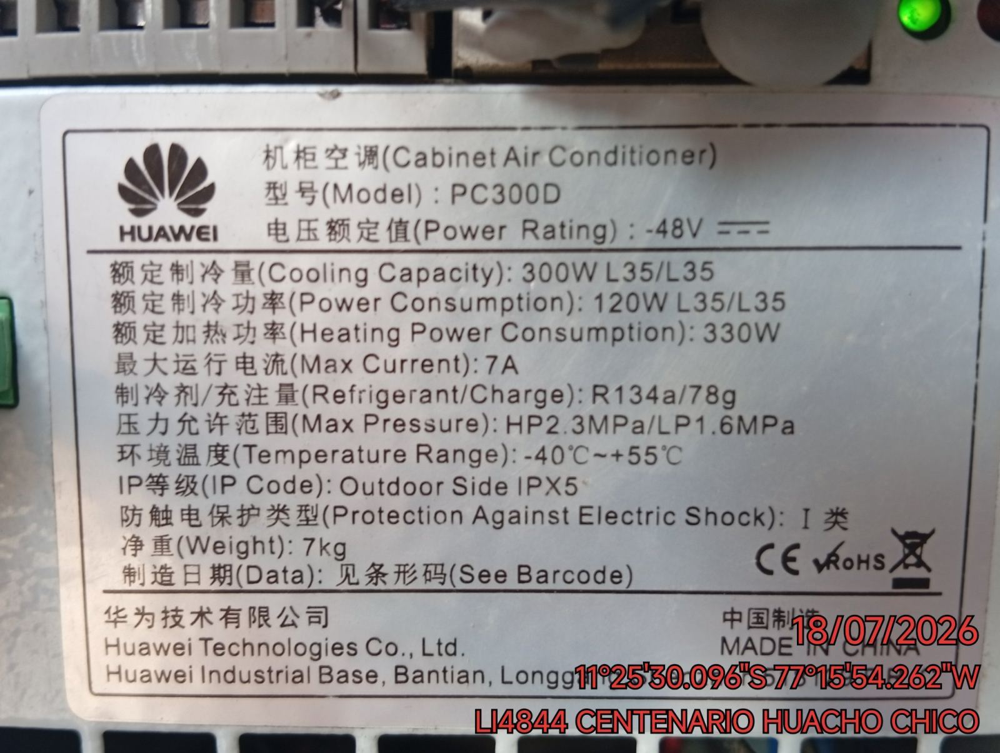 HUAWEI
机柜空调(Cabinet Air Conditioner)
型号(Model) : PC300D
电压额定值(Power Rating) : -48V
额定制冷量(Cooling Capacity): 300W L35/L35
额定制冷功率(Power Consumption): 120W L35/L35
额定加热功率(Heating Power Consumption): 330W
最大运行电流(Max Current): 7A
制冷剂/充注量(Refrigerant/Charge): R134a/78g
压力允许范围(Max Pressure): HP2.3MPa/LP1.6MPa
环境温度(Temperature Range): -40℃~+55℃
IP等级(IP Code): Outdoor Side IPX5
防触电保护类型(Protection Against Electric Shock): I 类
净重(Weight): 7kg
制造日期(Data): 见条形码(See Barcode)
CE RoHS
华为技术有限公司
中国制造
Huawei Technologies Co., Ltd.
MADE IN CHINA
Huawei Industrial Base, Bantian,
18/07/2026
11°25'30.096"S 77°15'54.262"W
LI4844 CENTENARIO HUACHO CHICO